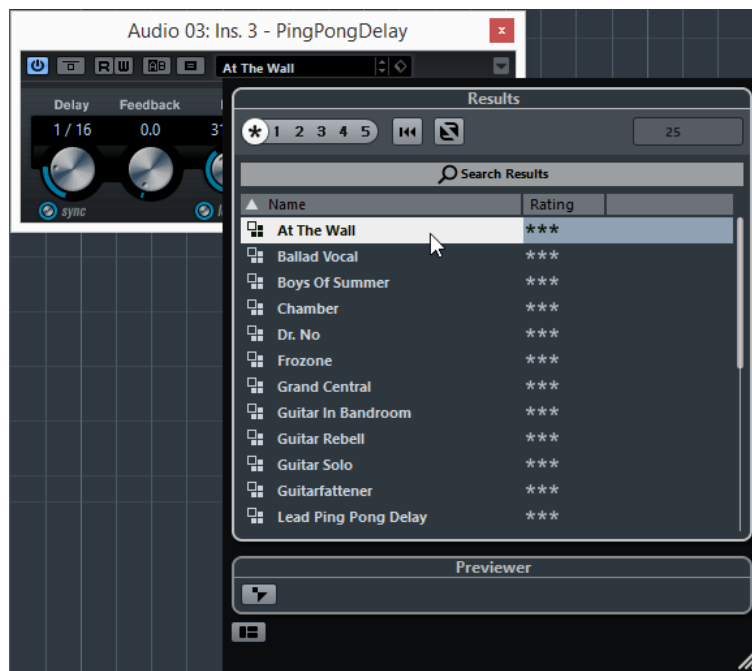 Audio 03: Ins. 3 - PingPongDelay
x
R W AB At The Wall
Delay Feedback
1 / 16 0.0
sync
Results
* 1 2 3 4 5 25
Search Results
Name Rating
At The Wall ***
Ballad Vocal ***
Boys Of Summer ***
Chamber ***
Dr. No ***
Frozone ***
Grand Central ***
Guitar In Bandroom ***
Guitar Rebell ***
Guitar Solo ***
Guitarfattener ***
Lead Ping Pong Delay ***
Previewer